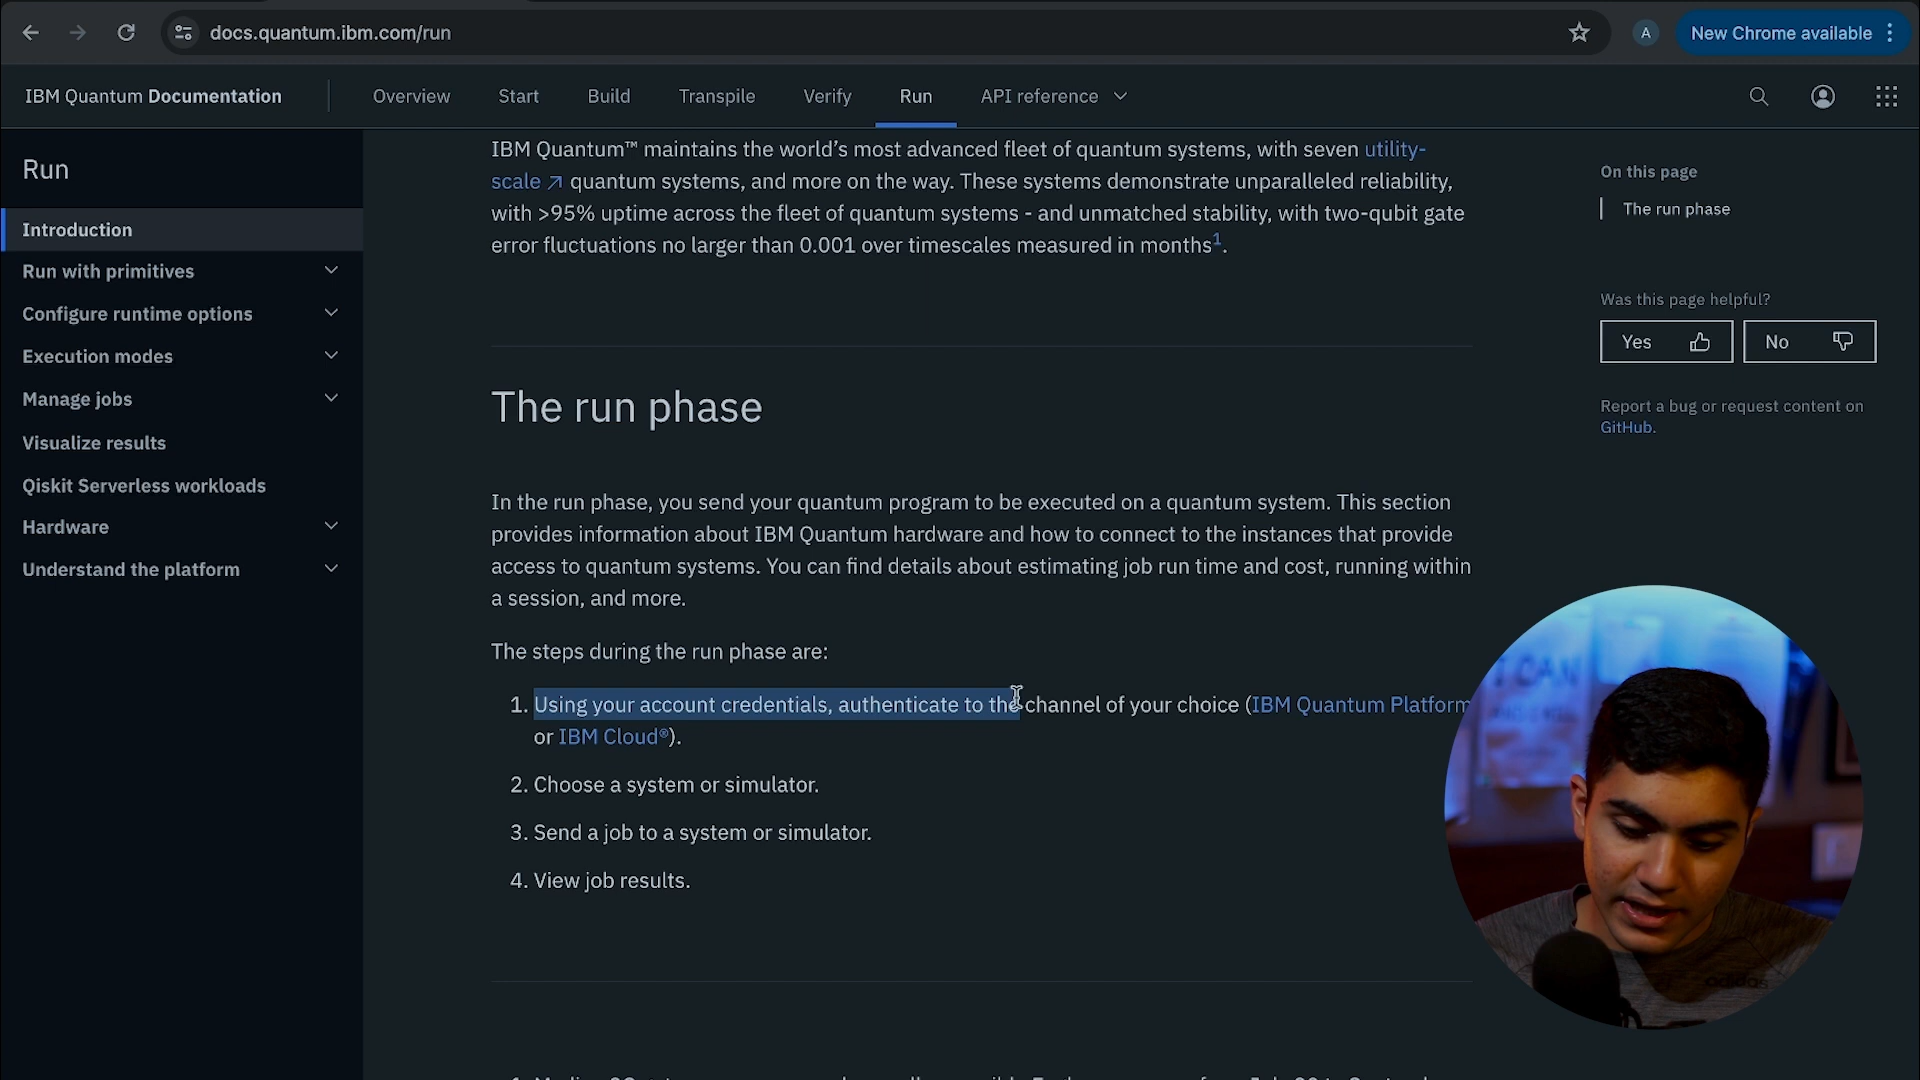 docs.quantum.ibm.com/run
A
New Chrome available
IBM Quantum Documentation
Overview
Start
Build
Transpile
Verify
Run
API reference
Run
Introduction
Run with primitives
Configure runtime options
Execution modes
Manage jobs
Visualize results
Qiskit Serverless workloads
Hardware
Understand the platform
IBM Quantum™ maintains the world’s most advanced fleet of quantum systems, with seven utility-
scale quantum systems, and more on the way. These systems demonstrate unparalleled reliability,
with >95% uptime across the fleet of quantum systems - and unmatched stability, with two-qubit gate
error fluctuations no larger than 0.001 over timescales measured in months1.
The run phase
In the run phase, you send your quantum program to be executed on a quantum system. This section
provides information about IBM Quantum hardware and how to connect to the instances that provide
access to quantum systems. You can find details about estimating job run time and cost, running within
a session, and more.
The steps during the run phase are:
1. Using your account credentials, authenticate to the channel of your choice (IBM Quantum Platform
or IBM Cloud®).
2. Choose a system or simulator.
3. Send a job to a system or simulator.
4. View job results.
On this page
The run phase
Was this page helpful?
Yes
No
Report a bug or request content on
GitHub.
adidas